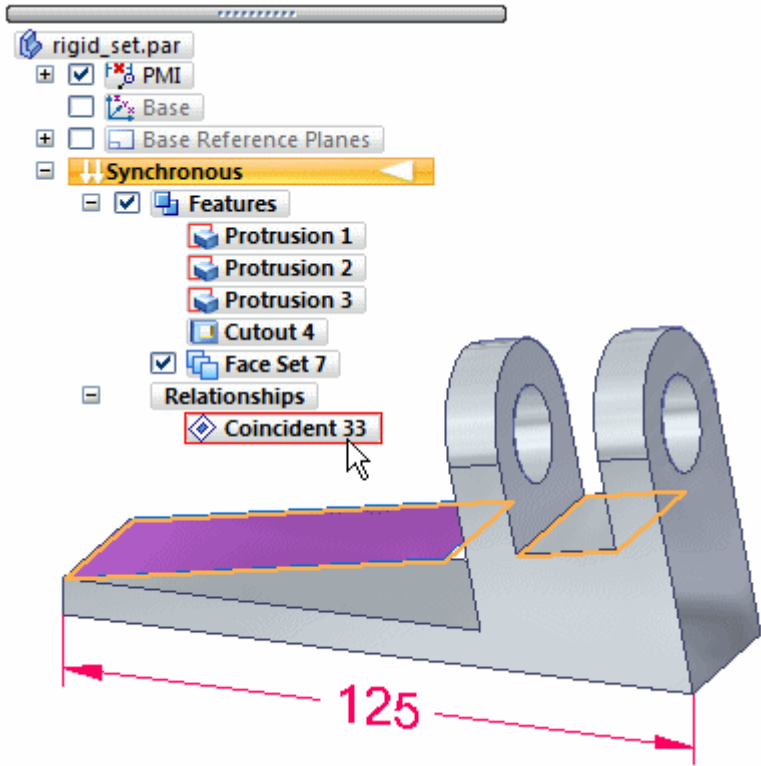 rigid_set.par
PMI
Base
Base Reference Planes
Synchronous
Features
Protrusion 1
Protrusion 2
Protrusion 3
Cutout 4
Face Set 7
Relationships
Coincident 33
125